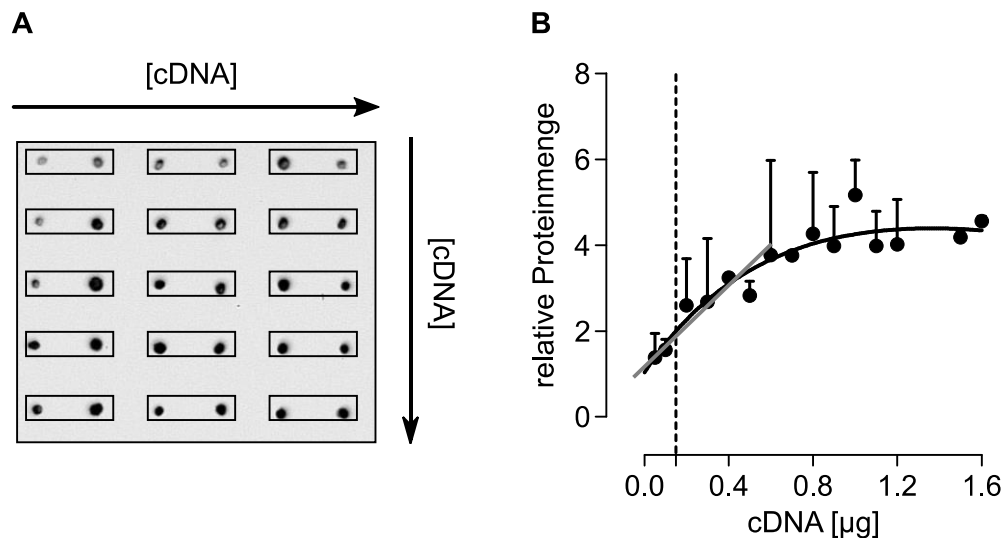 A
[cDNA]
[cDNA]
B
relative Proteinmenge
8
6
4
2
0
0.0 0.4 0.8 1.2 1.6
cDNA [µg]